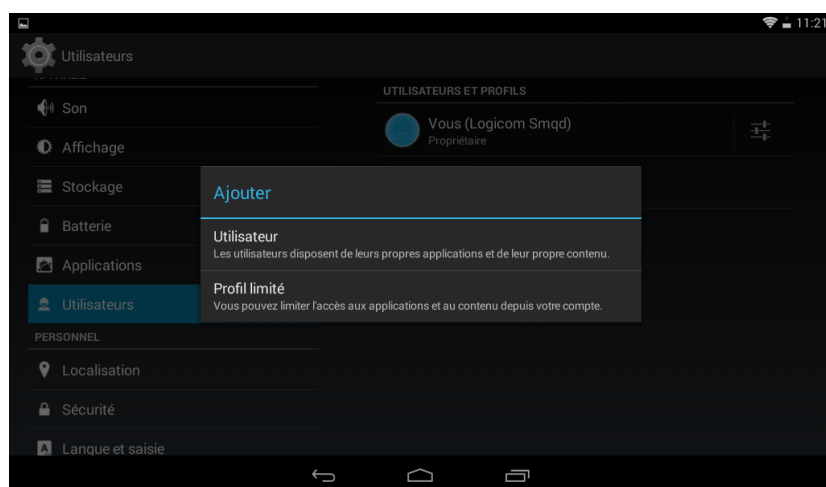 11:21
Utilisateurs
UTILISATEURS ET PROFILS
Son
Vous (Logicom Smqd)
Propriétaire
Affichage
Stockage
Ajouter
Batterie
Utilisateur
Les utilisateurs disposent de leurs propres applications et de leur propre contenu.
Applications
Profil limité
Vous pouvez limiter l'accès aux applications et au contenu depuis votre compte.
Utilisateurs
PERSONNEL
Localisation
Sécurité
Langue et saisie